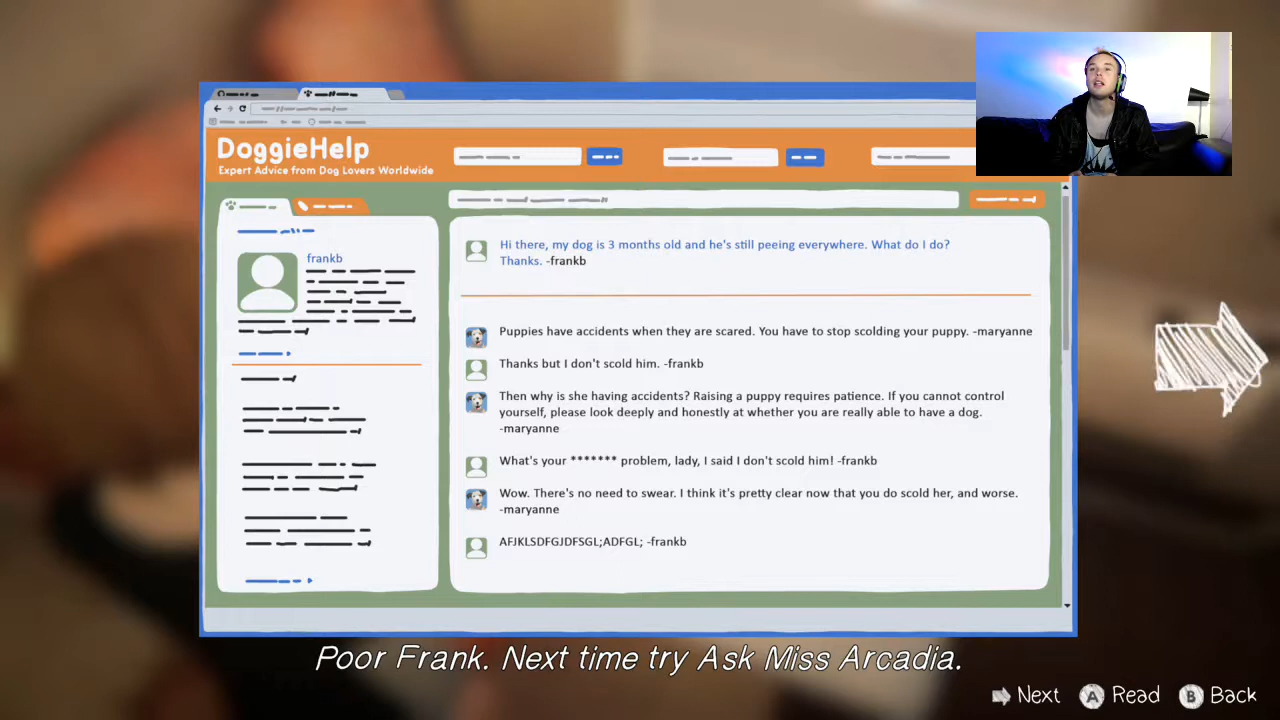 DoggieHelp
Expert Advice from Dog Lovers Worldwide
frankb
Hi there, my dog is 3 months old and he's still peeing everywhere. What do I do?
Thanks. -frankb
Puppies have accidents when they are scared. You have to stop scolding your puppy. -maryanne
Thanks but I don't scold him. -frankb
Then why is she having accidents? Raising a puppy requires patience. If you cannot control
yourself, please look deeply and honestly at whether you are really able to have a dog.
-maryanne
What's your ******* problem, lady, I said I don't scold him! -frankb
Wow. There's no need to swear. I think it's pretty clear now that you do scold her, and worse.
-maryanne
AFJKLSDFGJDFSGL;ADFGL; -frankb
Poor Frank. Next time try Ask Miss Arcadia.
Next A Read B Back